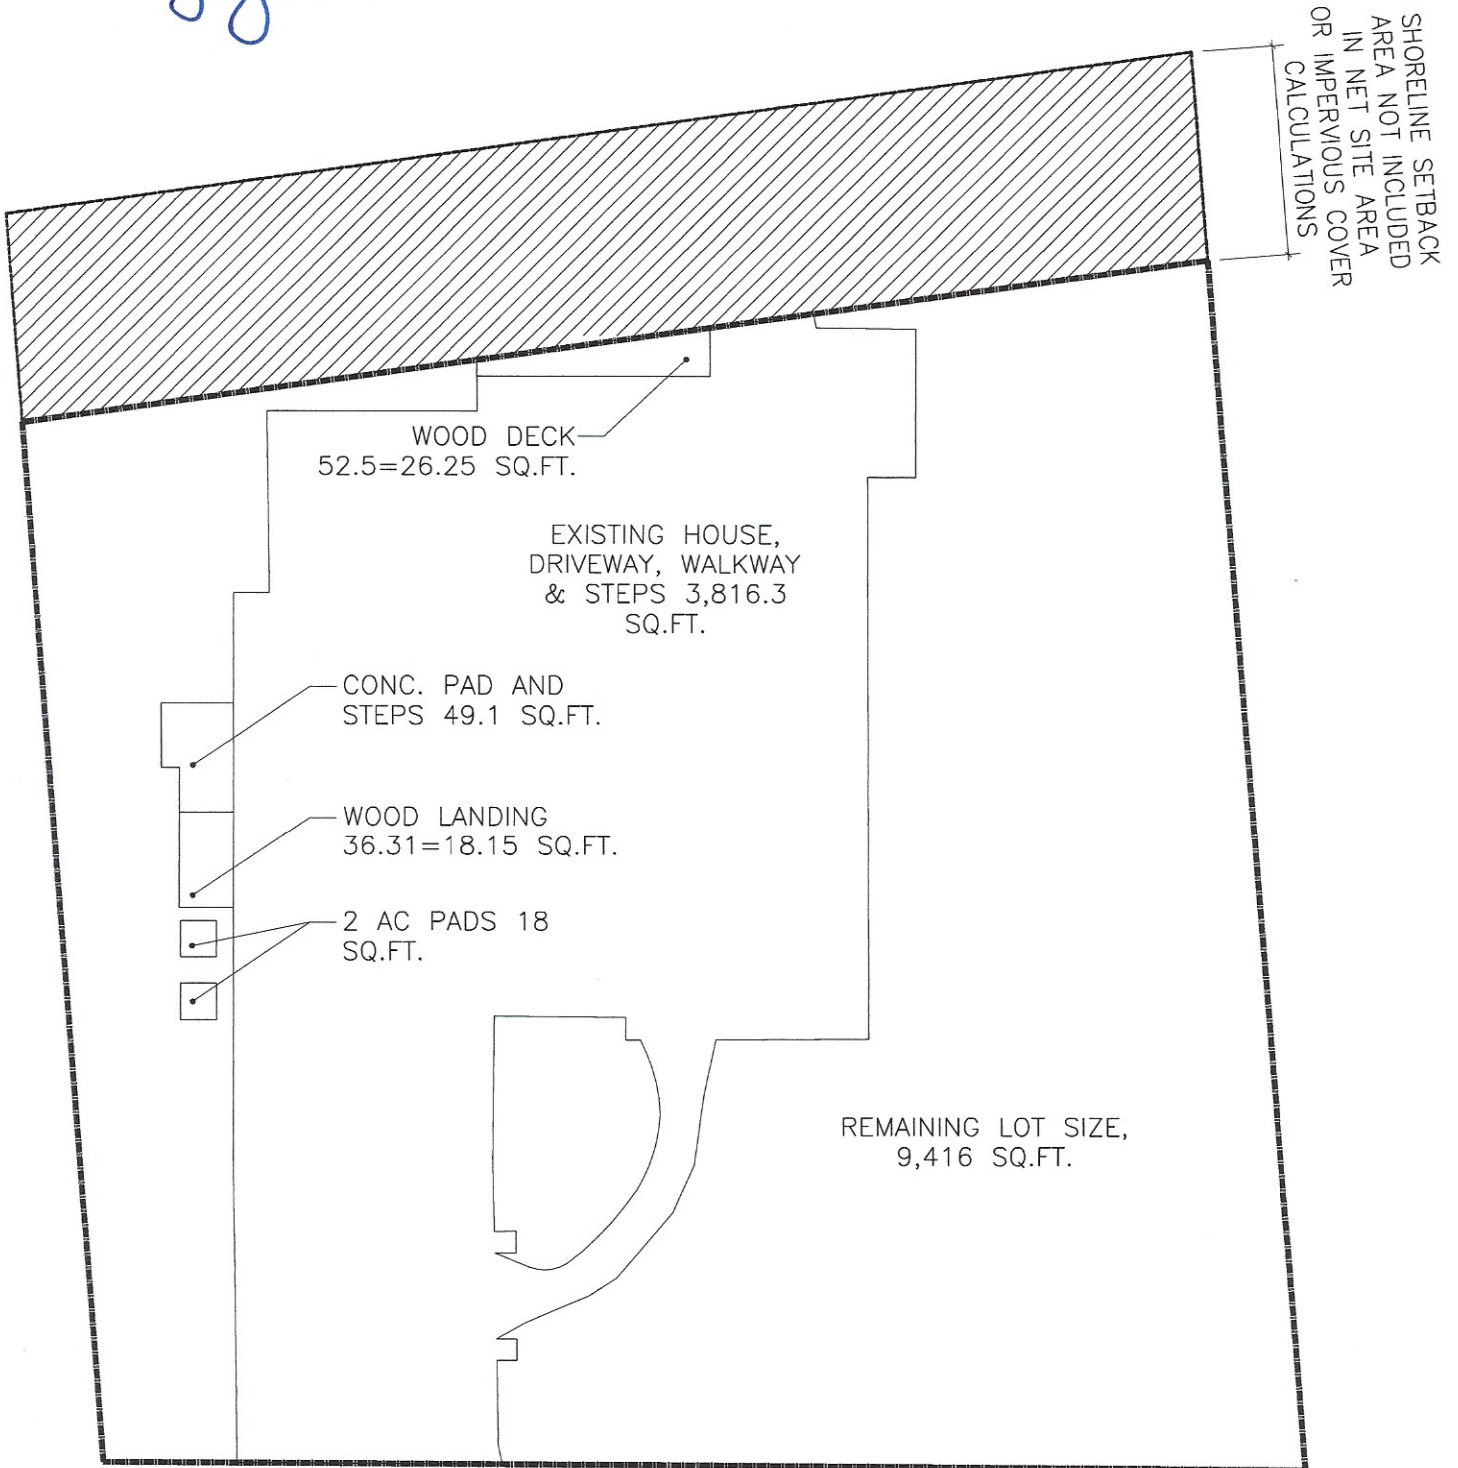 SHORELINE SETBACK
AREA NOT INCLUDED
IN NET SITE AREA
OR IMPERVIOUS COVER
CALCULATIONS
WOOD DECK
52.5=26.25 SQ.FT.
EXISTING HOUSE,
DRIVEWAY, WALKWAY
& STEPS 3,816.3
SQ.FT.
CONC. PAD AND
STEPS 49.1 SQ.FT.
WOOD LANDING
36.31=18.15 SQ.FT.
2 AC PADS 18
SQ.FT.
REMAINING LOT SIZE,
9,416 SQ.FT.